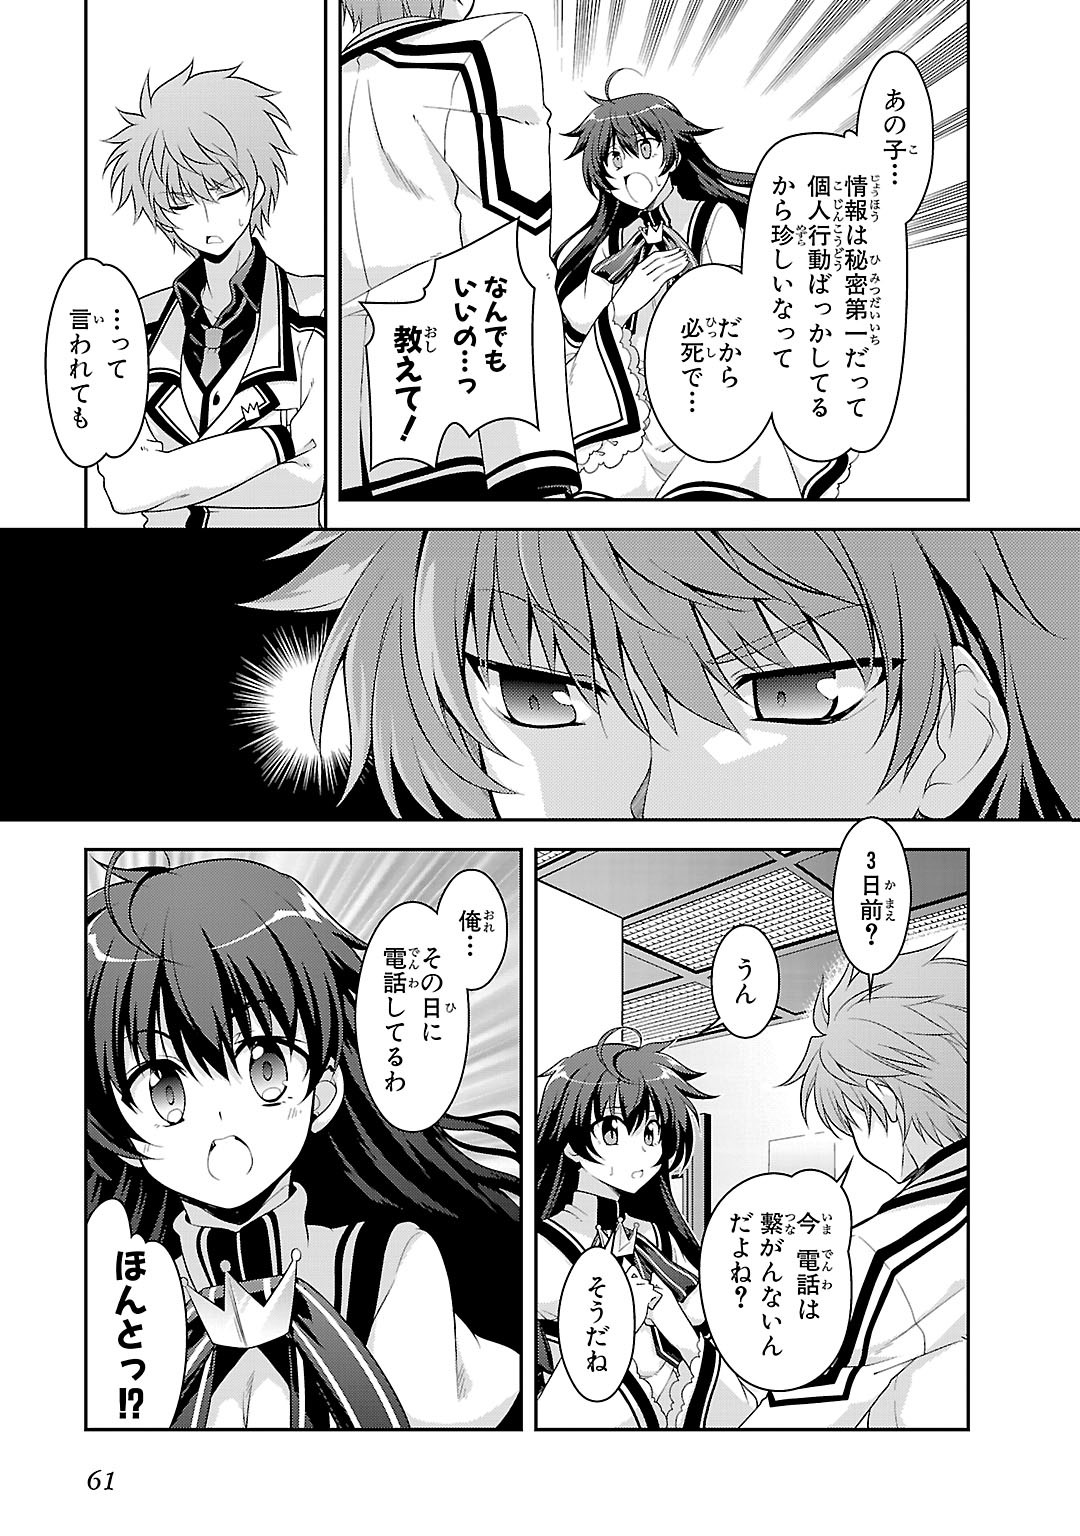 あの子…
情報は秘密第一だって
個人行動ばっかしてる
から珍しいなって
だから
必死で…
なんでも
いいの…っ
教えて!
…って
言われても
3日前?
うん
今 電話は
繋がんないん
だよね?
そうだね
俺…
その日に
電話してるわ
ほんとっ!?
61